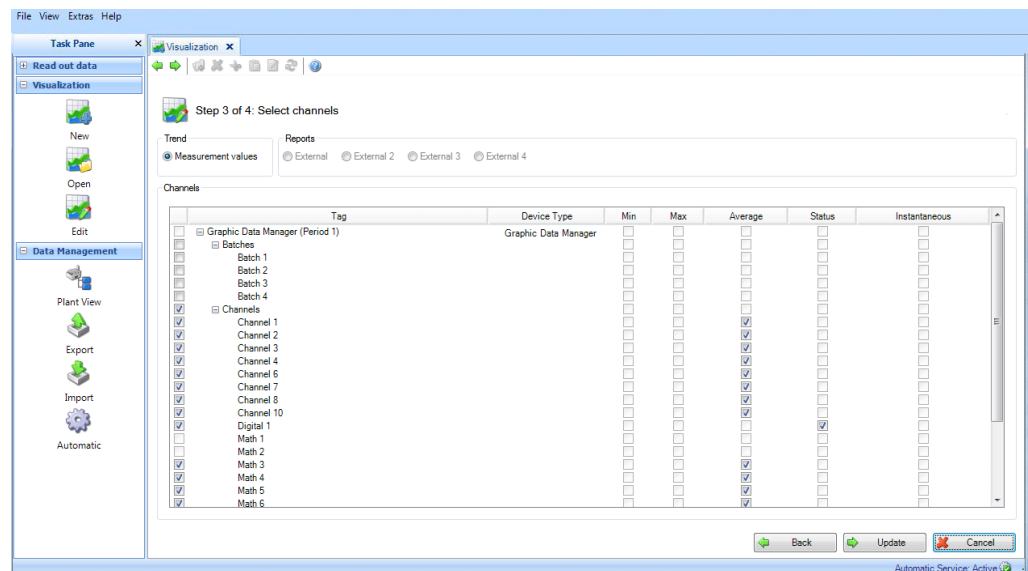 File View Extras Help
Task Pane
Visualization
Read out data
Visualization
New
Open
Edit
Data Management
Plant View
Export
Import
Automatic
Step 3 of 4: Select channels
Trend
Reports
Measurement values
External
External 2
External 3
External 4
Channels
Tag Device Type Min Max Average Status Instantaneous
Graphic Data Manager (Period 1) Graphic Data Manager
Batches
Batch 1
Batch 2
Batch 3
Batch 4
Channels
Channel 1
Channel 2
Channel 3
Channel 4
Channel 6
Channel 7
Channel 8
Channel 10
Digital 1
Math 1
Math 2
Math 3
Math 4
Math 5
Math 6
Back Update Cancel
Automatic Service: Active